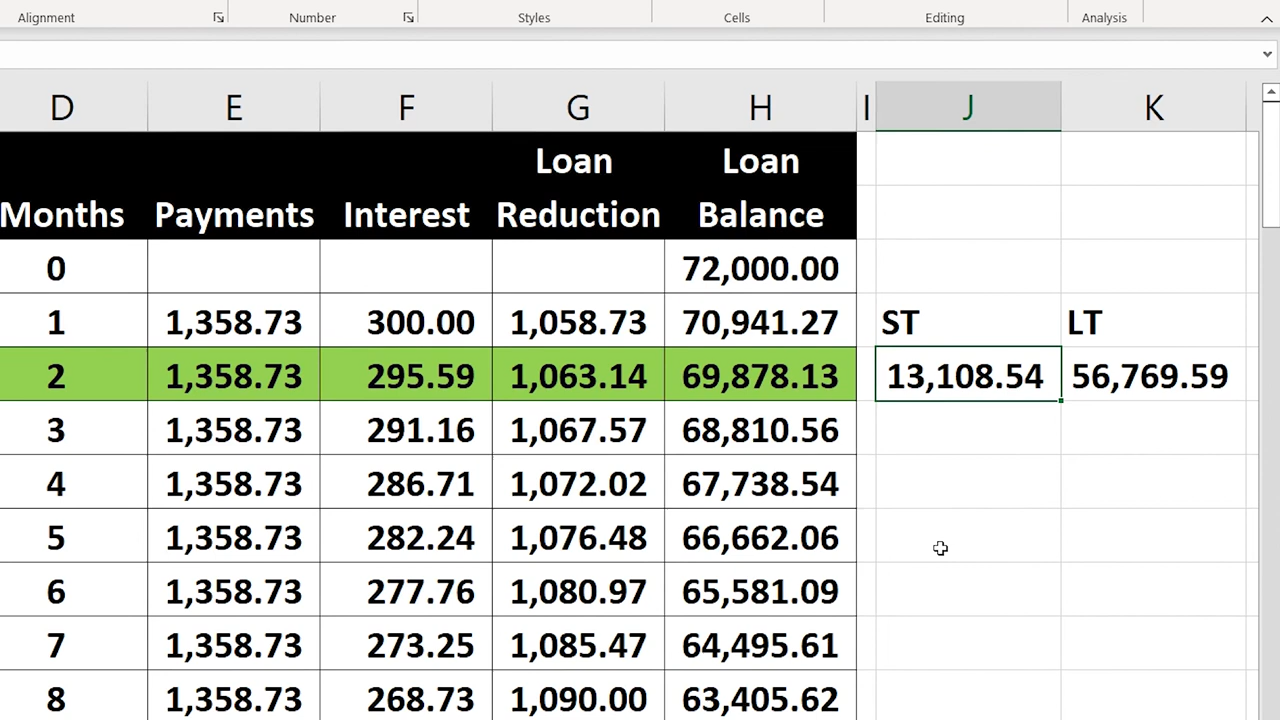 Alignment Number Styles Cells Editing Analysis
D E F G H I J K
Loan Loan
Months Payments Interest Reduction Balance
0 72,000.00
1 1,358.73 300.00 1,058.73 70,941.27 ST LT
2 1,358.73 295.59 1,063.14 69,878.13 13,108.54 56,769.59
3 1,358.73 291.16 1,067.57 68,810.56
4 1,358.73 286.71 1,072.02 67,738.54
5 1,358.73 282.24 1,076.48 66,662.06
6 1,358.73 277.76 1,080.97 65,581.09
7 1,358.73 273.25 1,085.47 64,495.61
8 1,358.73 268.73 1,090.00 63,405.62